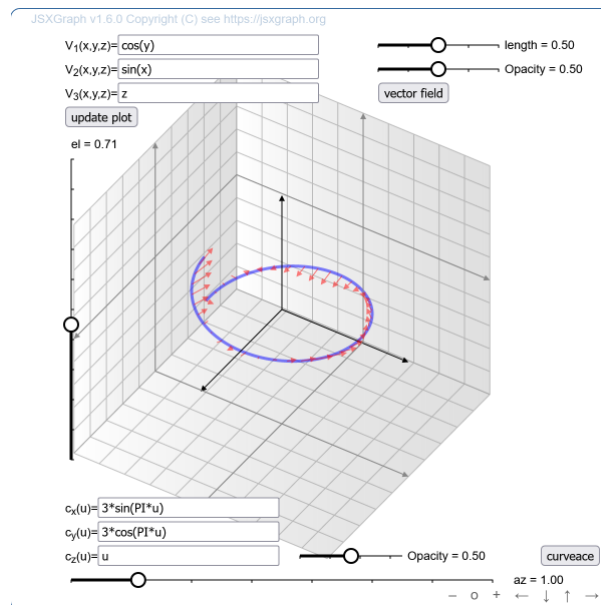 JSXGraph v1.6.0 Copyright (C) see https://jsxgraph.org
V₁(x,y,z)= cos(y)
length = 0.50
V₂(x,y,z)= sin(x)
Opacity = 0.50
V₃(x,y,z)= z
vector field
update plot
el = 0.71
cₓ(u)= 3*sin(PI*u)
cy(u)= 3*cos(PI*u)
cz(u)= u
Opacity = 0.50
curveace
az = 1.00
− o + ← ↓ ↑ →